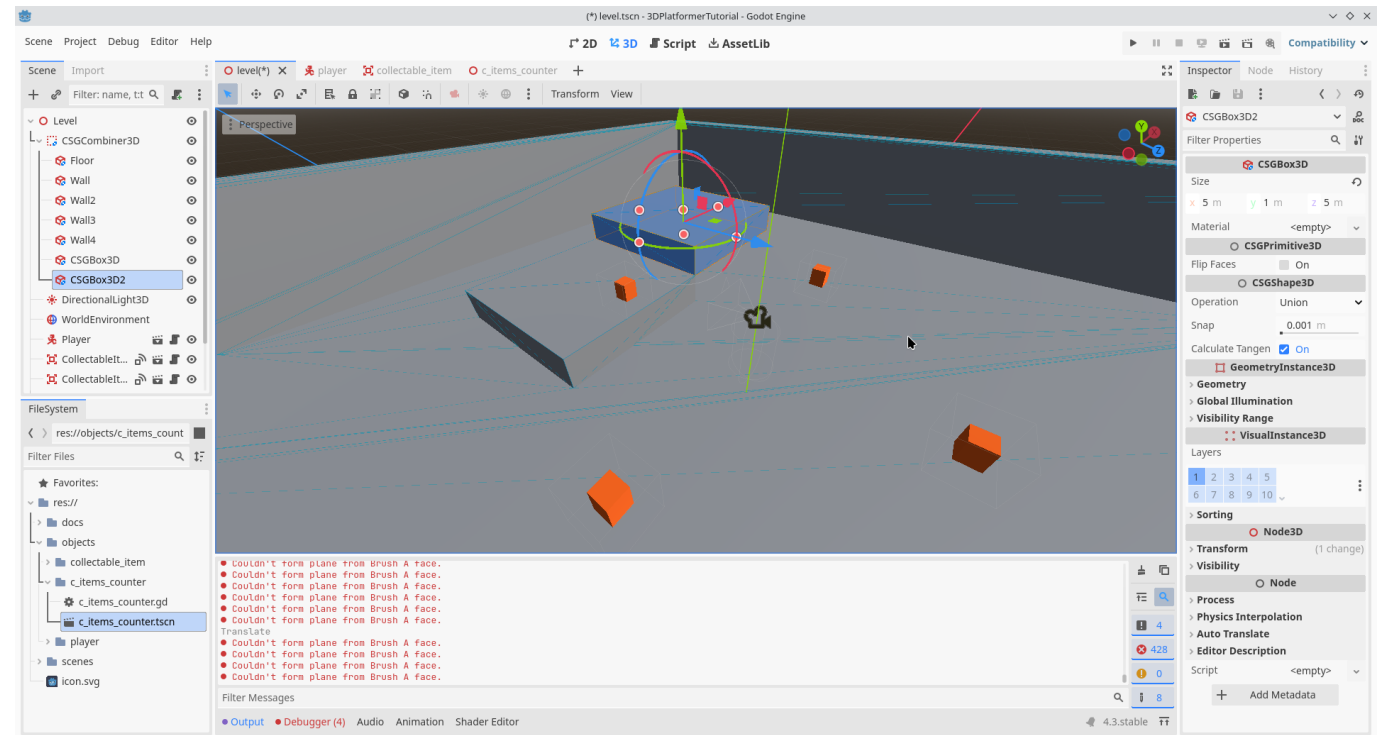 (*) level.tscn - 3DPlatformerTutorial - Godot Engine
Scene Project Debug Editor Help
2D 3D Script AssetLib
Compatibility
Scene Import
level(*) player collectable_item c_items_counter
Inspector Node History
Filter: name, t:t
Transform View
Level
CSGCombiner3D
Floor
Wall
Wall2
Wall3
Wall4
CSGBox3D
CSGBox3D2
DirectionalLight3D
WorldEnvironment
Player
CollectableIt...
CollectableIt...
Perspective
Y
Z
FileSystem
res://objects/c_items_count
Filter Files
Favorites:
res://
docs
objects
collectable_item
c_items_counter
c_items_counter.gd
c_items_counter.tscn
player
scenes
icon.svg
Couldn't form plane from Brush A face.
Couldn't form plane from Brush A face.
Couldn't form plane from Brush A face.
Couldn't form plane from Brush A face.
Couldn't form plane from Brush A face.
Couldn't form plane from Brush A face.
Translate
Couldn't form plane from Brush A face.
Couldn't form plane from Brush A face.
Couldn't form plane from Brush A face.
Couldn't form plane from Brush A face.
4
428
0
8
Filter Messages
Output Debugger (4) Audio Animation Shader Editor
4.3.stable
CSGBox3D2
Filter Properties
CSGBox3D
Size
x 5 m y 1 m z 5 m
Material <empty>
CSGPrimitive3D
Flip Faces On
CSGShape3D
Operation Union
Snap 0.001 m
Calculate Tangen On
GeometryInstance3D
Geometry
Global Illumination
Visibility Range
VisualInstance3D
Layers
1 2 3 4 5
6 7 8 9 10
Sorting
Node3D
Transform (1 change)
Visibility
Node
Process
Physics Interpolation
Auto Translate
Editor Description
Script <empty>
Add Metadata